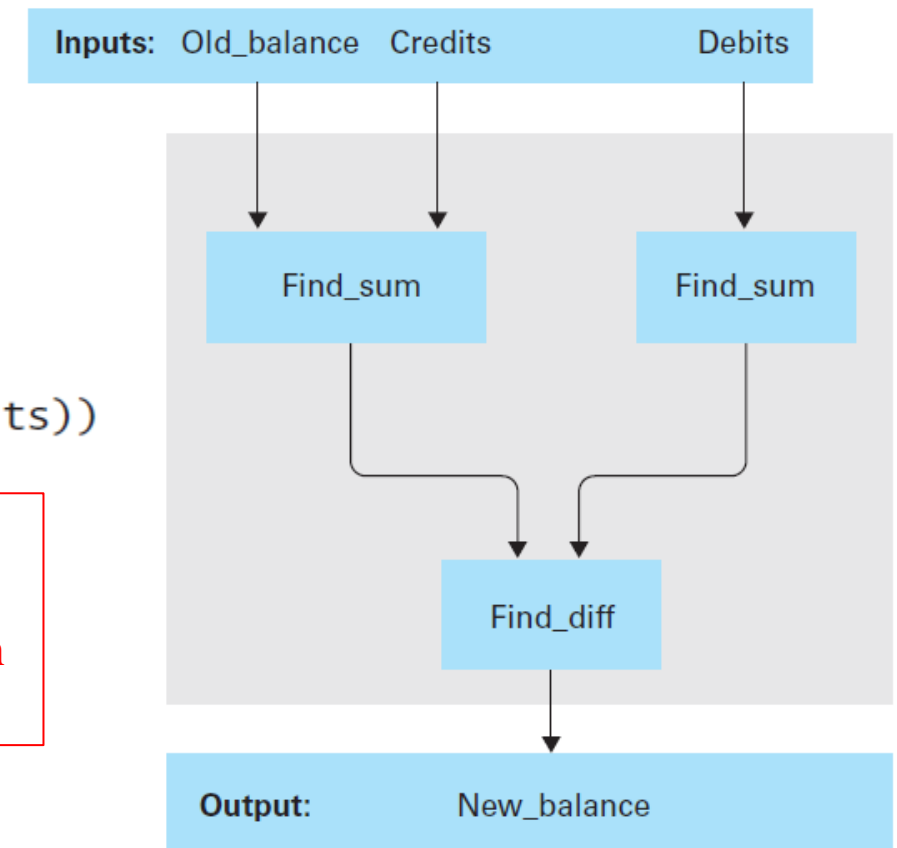 Inputs: Old_balance Credits Debits
Find_sum Find_sum
ts))
n
Find_diff
Output: New_balance